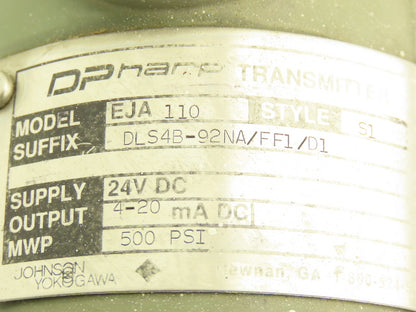 DPharp TRANSMITTER
MODEL EJA 110 STYLE S1
SUFFIX DLS4B-92NA/FF1/D1
SUPPLY 24V DC
OUTPUT 4-20 mA DC
MWP 500 PSI
JOHNSON
YOKOGAWA
Newnan, GA